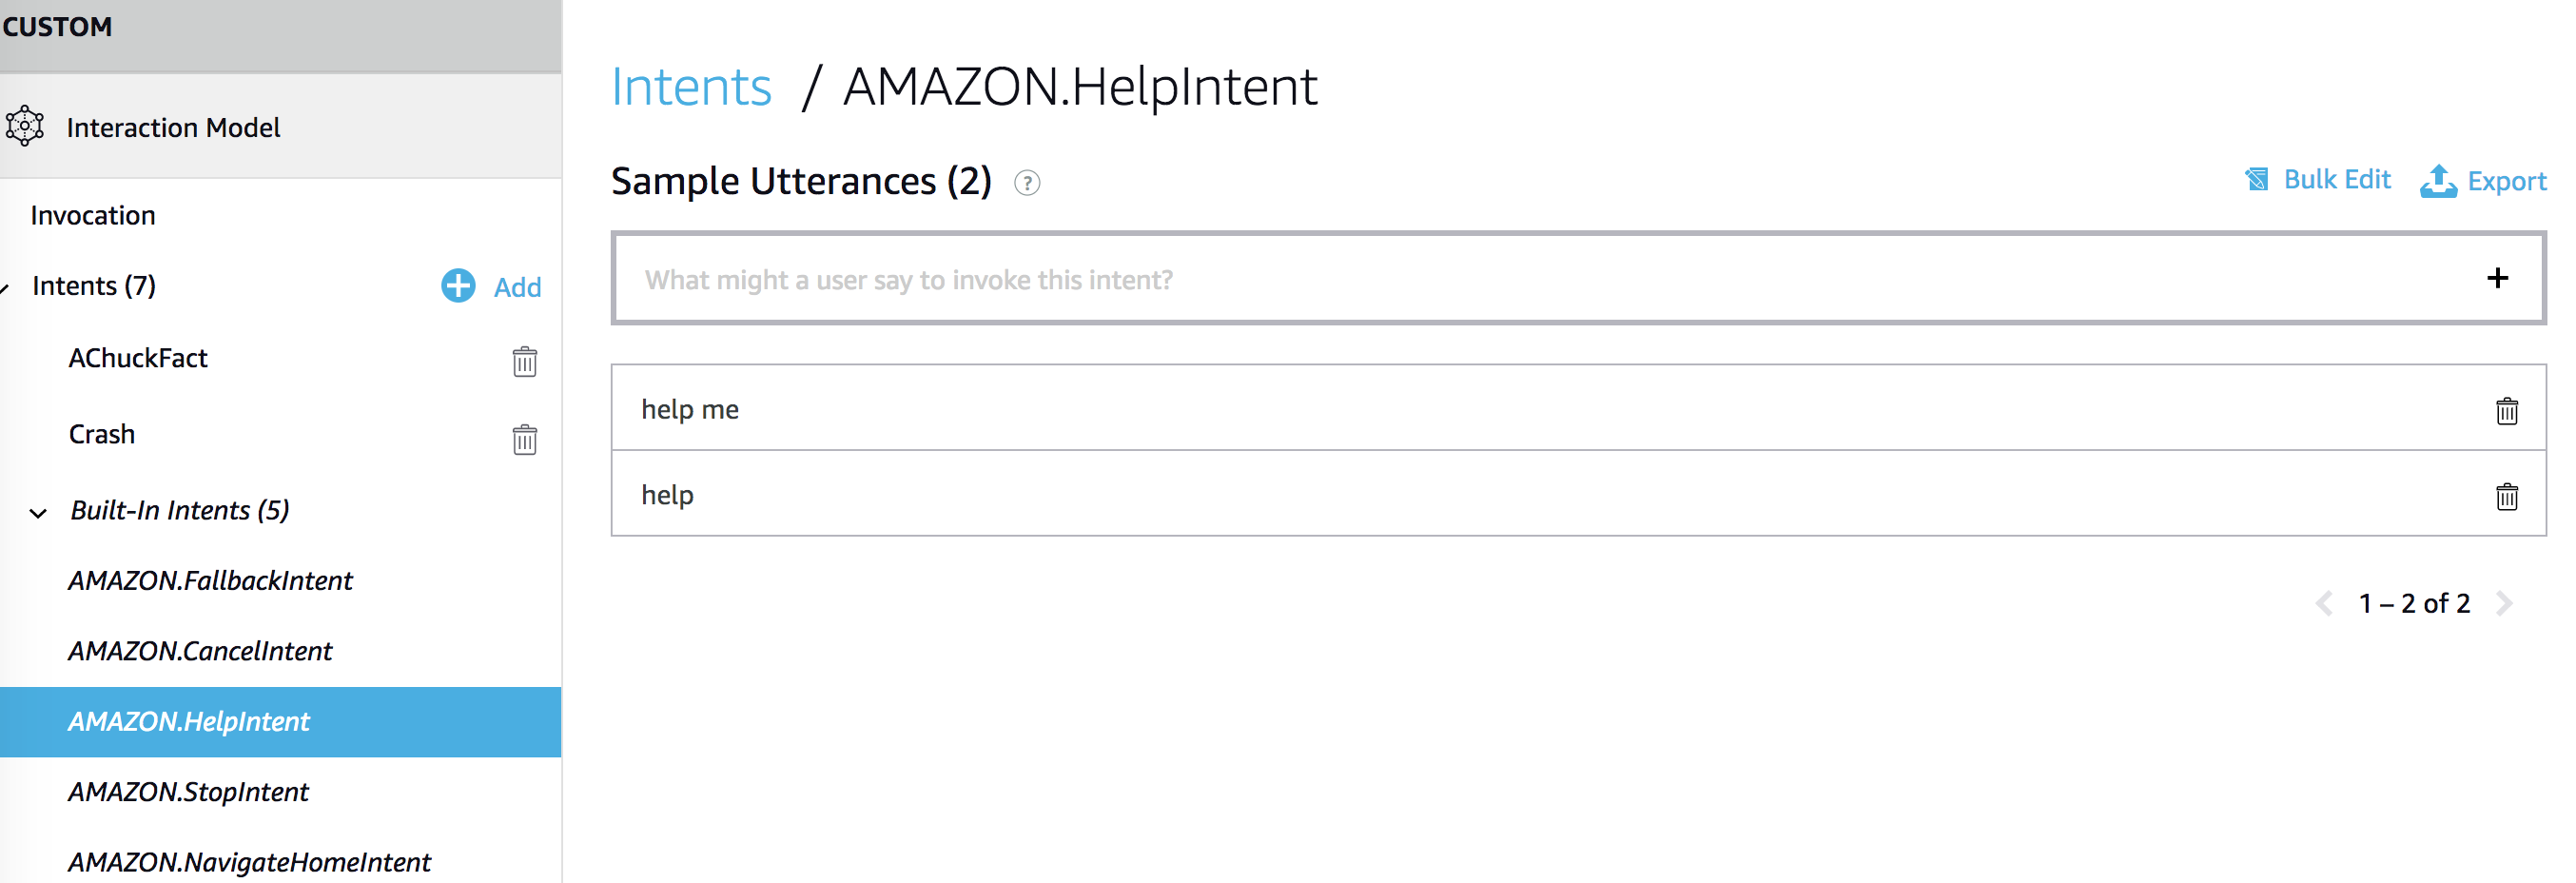 CUSTOM
Interaction Model
Invocation
Intents (7)
Add
AChuckFact
Crash
Built-In Intents (5)
AMAZON.FallbackIntent
AMAZON.CancelIntent
AMAZON.HelpIntent
AMAZON.StopIntent
AMAZON.NavigateHomeIntent
Intents / AMAZON.HelpIntent
Sample Utterances (2) ?
Bulk Edit
Export
What might a user say to invoke this intent?
help me
help
1 – 2 of 2